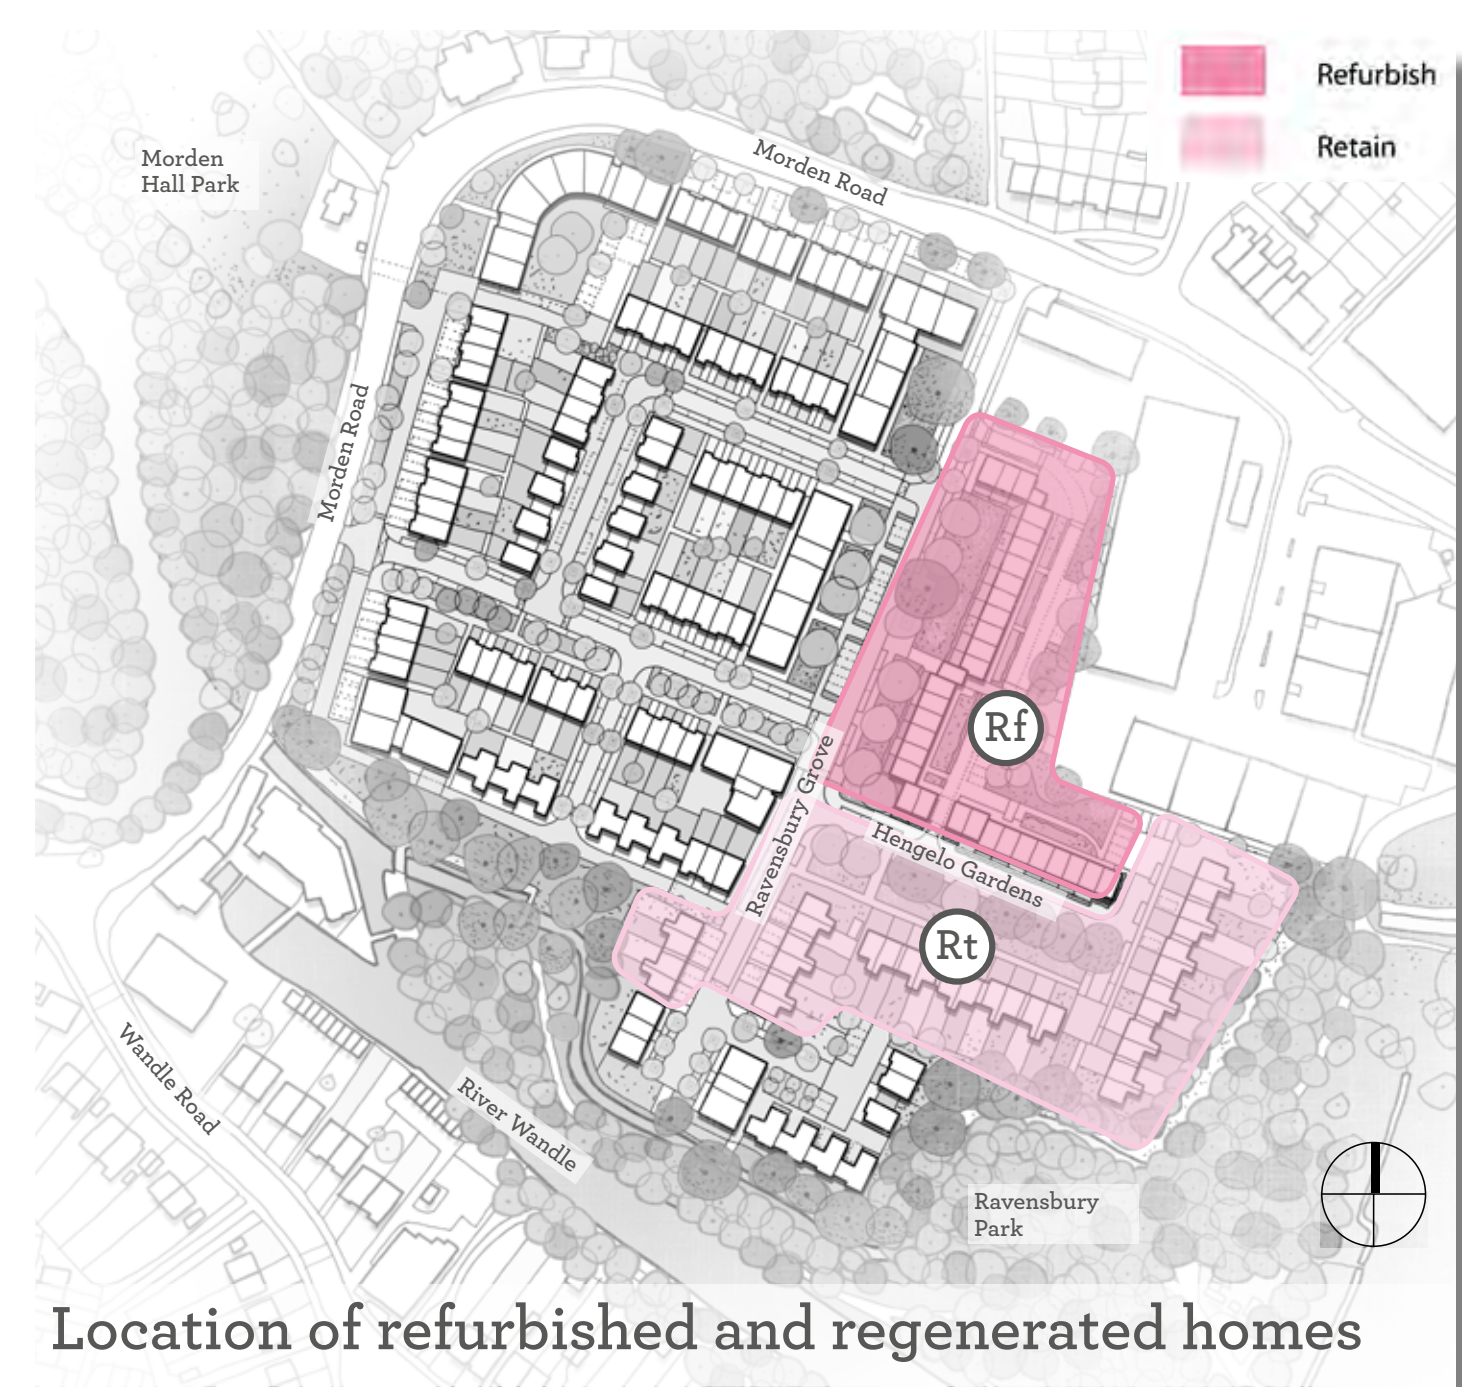 Refurbish
Retain
Morden
Hall Park
Morden Road
Morden Road
Rf
Ravensbury Grove
Hengelo Gardens
Rt
Wandle Road
River Wandle
Ravensbury
Park
Location of refurbished and regenerated homes